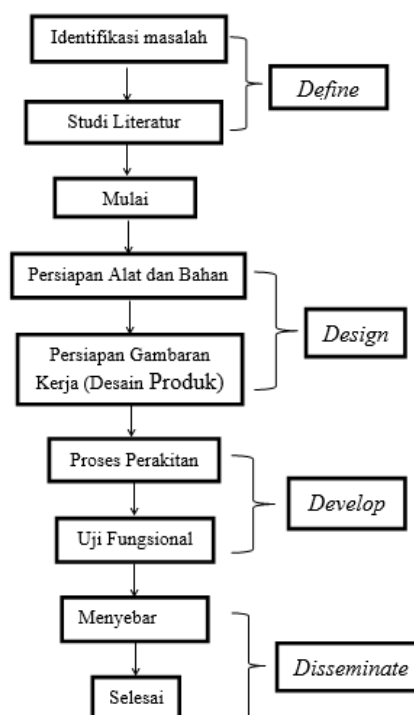 Identifikasi masalah
Define
Studi Literatur
Mulai
Persiapan Alat dan Bahan
Design
Persiapan Gambaran
Kerja (Desain Produk)
Proses Perakitan
Develop
Uji Fungsional
Menyebar
Disseminate
Selesai